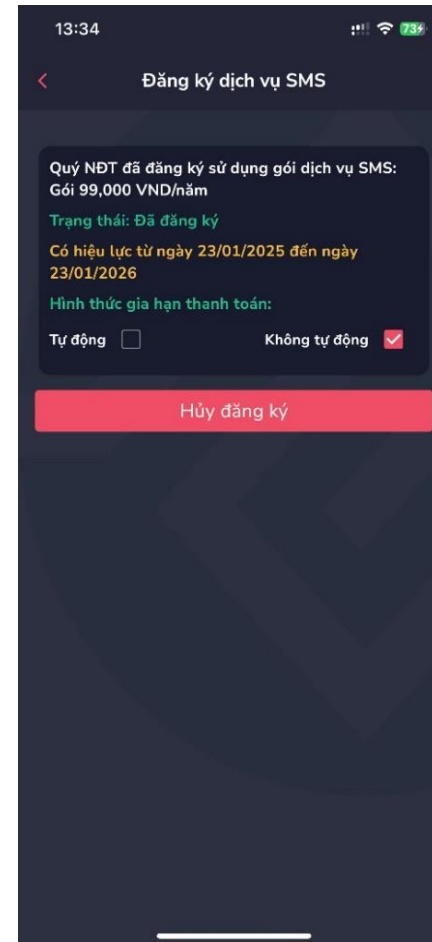 13:34
73
Đăng ký dịch vụ SMS
Quý NĐT đã đăng ký sử dụng gói dịch vụ SMS:
Gói 99,000 VND/năm
Trạng thái: Đã đăng ký
Có hiệu lực từ ngày 23/01/2025 đến ngày
23/01/2026
Hình thức gia hạn thanh toán:
Tự động Không tự động
Hủy đăng ký